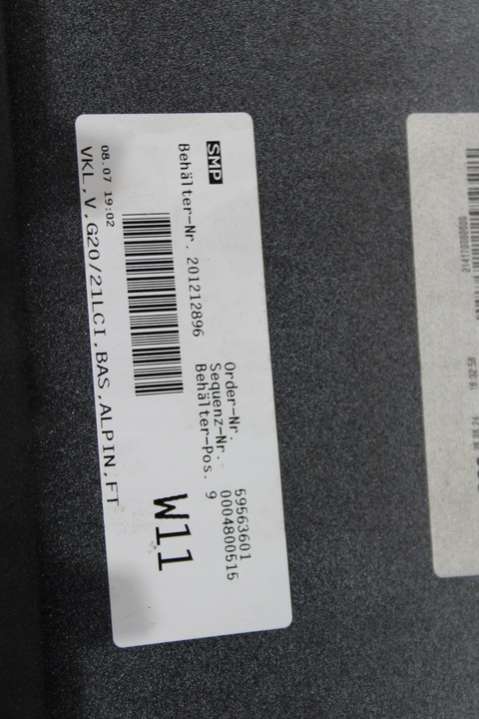 SMP
Behälter-Nr. 201212896
Order-Nr. 59563601
Sequenz-Nr. 0004800515
Behälter-Pos. 9
W11
08.07 19:02
VKL,V,G20/21LCI,BAS,ALPIN,FT